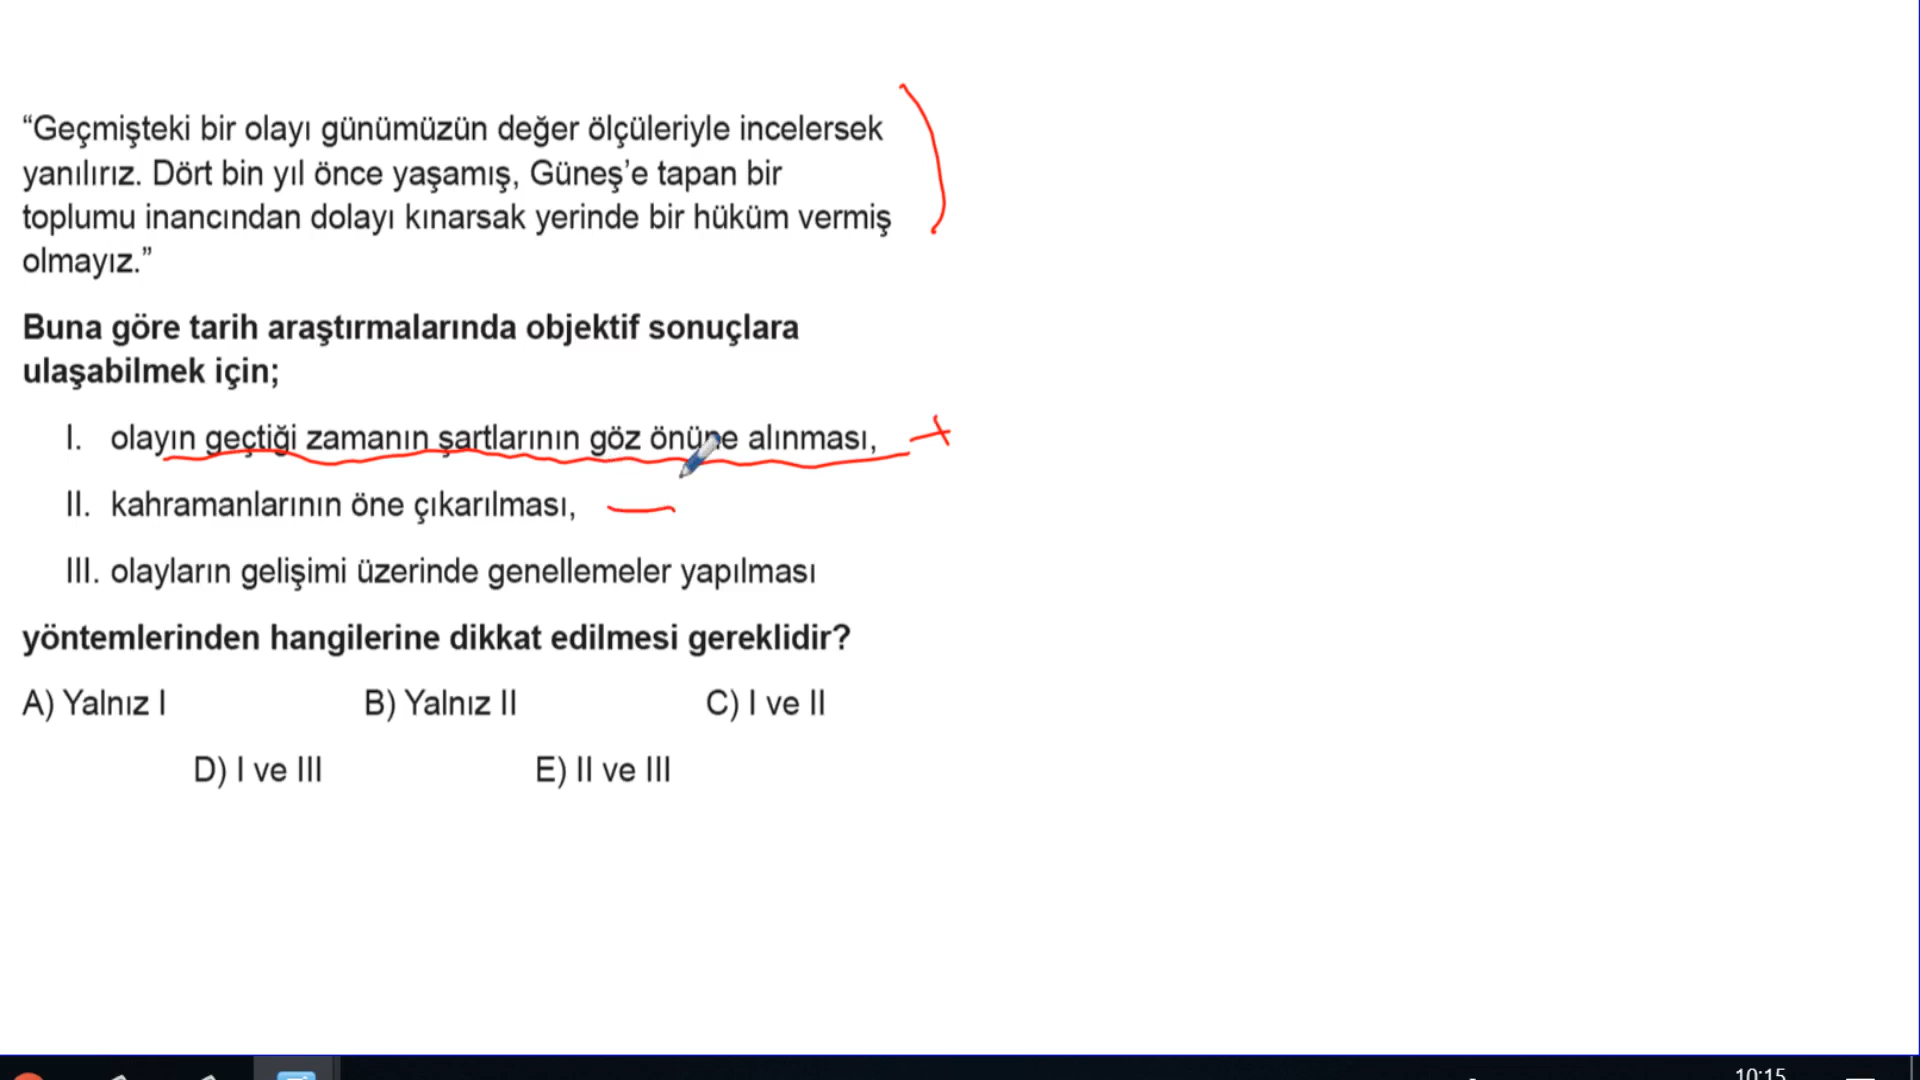 “Geçmişteki bir olayı günümüzün değer ölçüleriyle incelersek
yanılırız. Dört bin yıl önce yaşamış, Güneş’e tapan bir
toplumu inancından dolayı kınarsak yerinde bir hüküm vermiş
olmayız.”
Buna göre tarih araştırmalarında objektif sonuçlara
ulaşabilmek için;
I. olayın geçtiği zamanın şartlarının göz önüne alınması, +
II. kahramanlarının öne çıkarılması, —
III. olayların gelişimi üzerinde genellemeler yapılması
yöntemlerinden hangilerine dikkat edilmesi gereklidir?
A) Yalnız I B) Yalnız II C) I ve II
D) I ve III E) II ve III
10:15